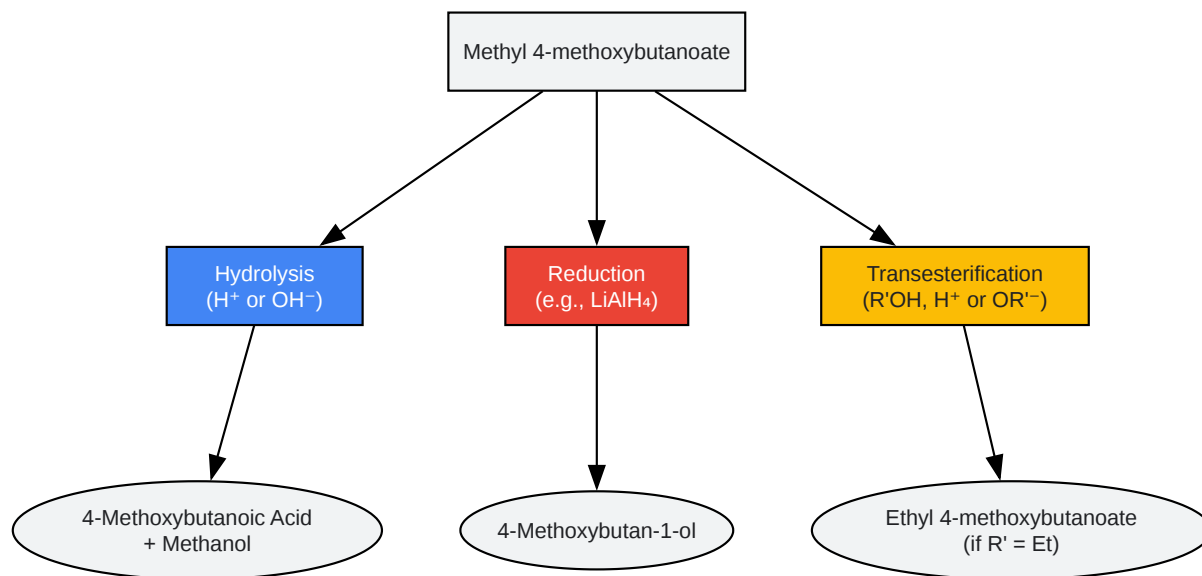 Methyl 4-methoxybutanoate
Hydrolysis
(H⁺ or OH⁻)
Reduction
(e.g., LiAlH₄)
Transesterification
(R'OH, H⁺ or OR'⁻)
4-Methoxybutanoic Acid
+ Methanol
4-Methoxybutan-1-ol
Ethyl 4-methoxybutanoate
(if R' = Et)